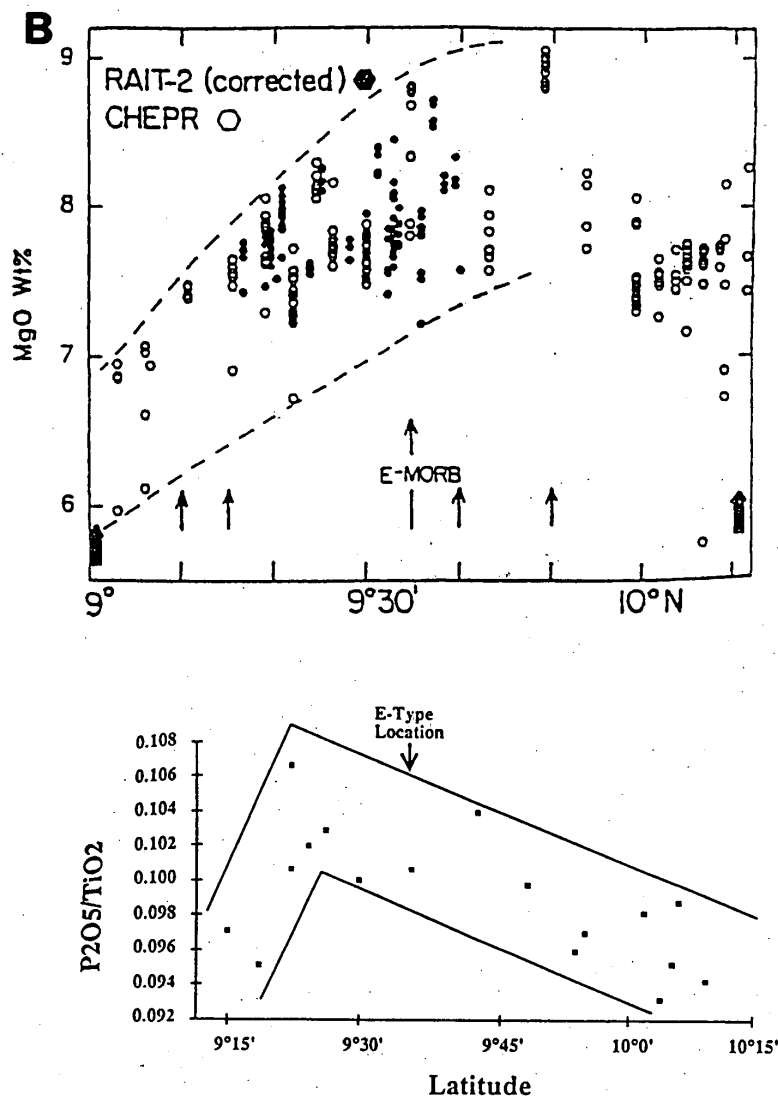 B
9
RAIT-2 (corrected)
CHEPR
8
MgO Wt%
7
E-MORB
6
9° 9°30' 10°N
E-Type
Location
0.108
0.106
0.104
0.102
P2O5/TiO2
0.100
0.098
0.096
0.094
0.092
9°15' 9°30' 9°45' 10°0' 10°15'
Latitude